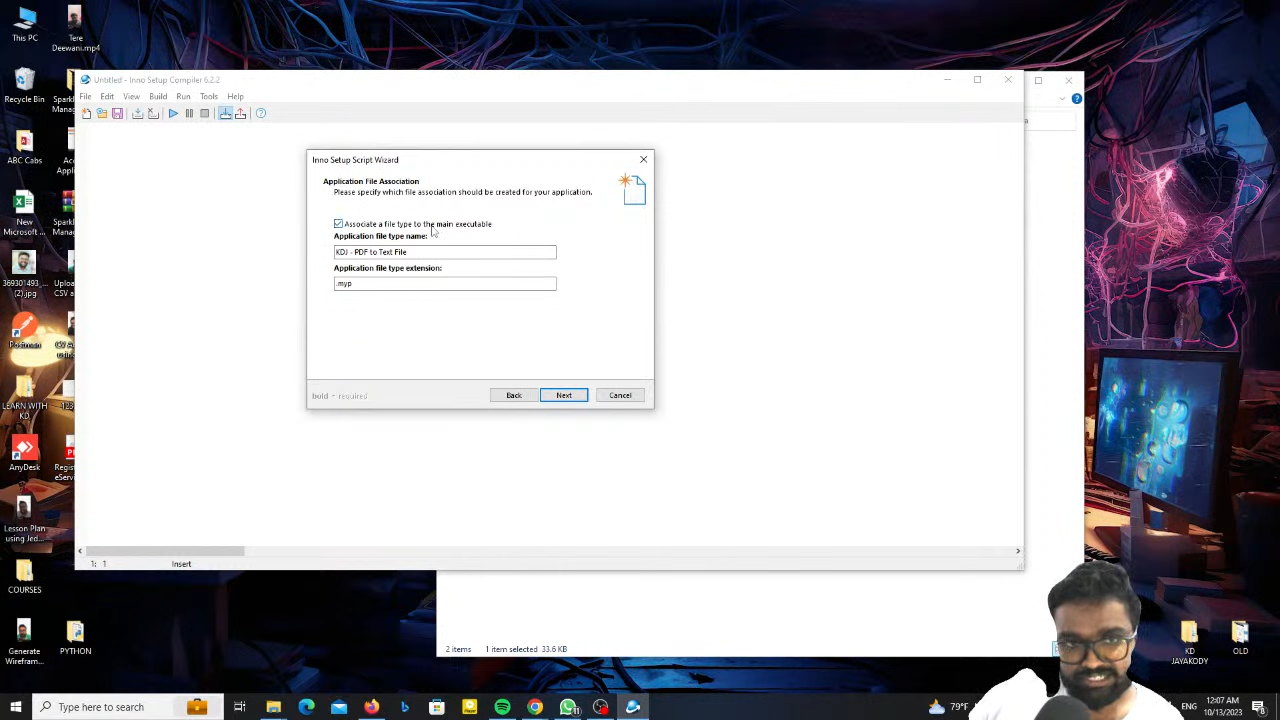 This PC
Tere
Deewani.mp4
Recycle Bin
ABC Cabs
New
Microsoft ...
369301493_...
(2).jpg
Postman
LEARN WITH
KD
AnyDesk
Lesson Plan
using Jed...
COURSES
Generate
Wirefram...
PYTHON
Untitled - Inno Setup Compiler 6.2.2
File Edit View Build Run Tools Help
Inno Setup Script Wizard
Application File Association
Please specify which file association should be created for your application.
Associate a file type to the main executable
Application file type name:
KDJ - PDF to Text File
Application file type extension:
.myp
bold = required
Back
Next
Cancel
1: 1
Insert
2 items 1 item selected 33.6 KB
KD
JAYAKODY
OLD
Type here to search
79°F
ENG
12:07 AM
10/13/2023